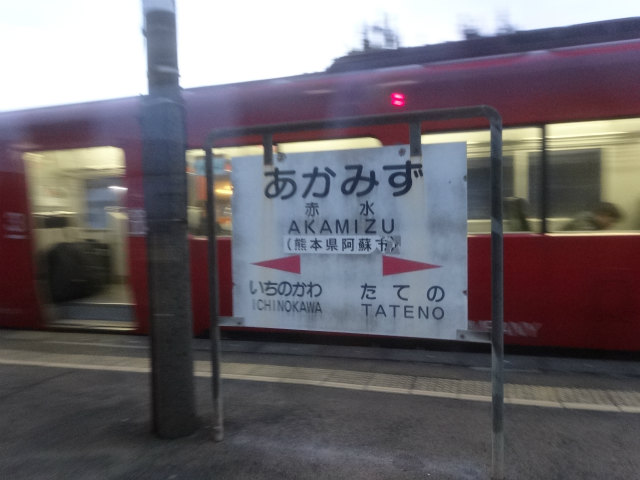 あかみず
赤水
AKAMIZU
(熊本県阿蘇市)
いちのかわ たての
ICHINOKAWA TATENO